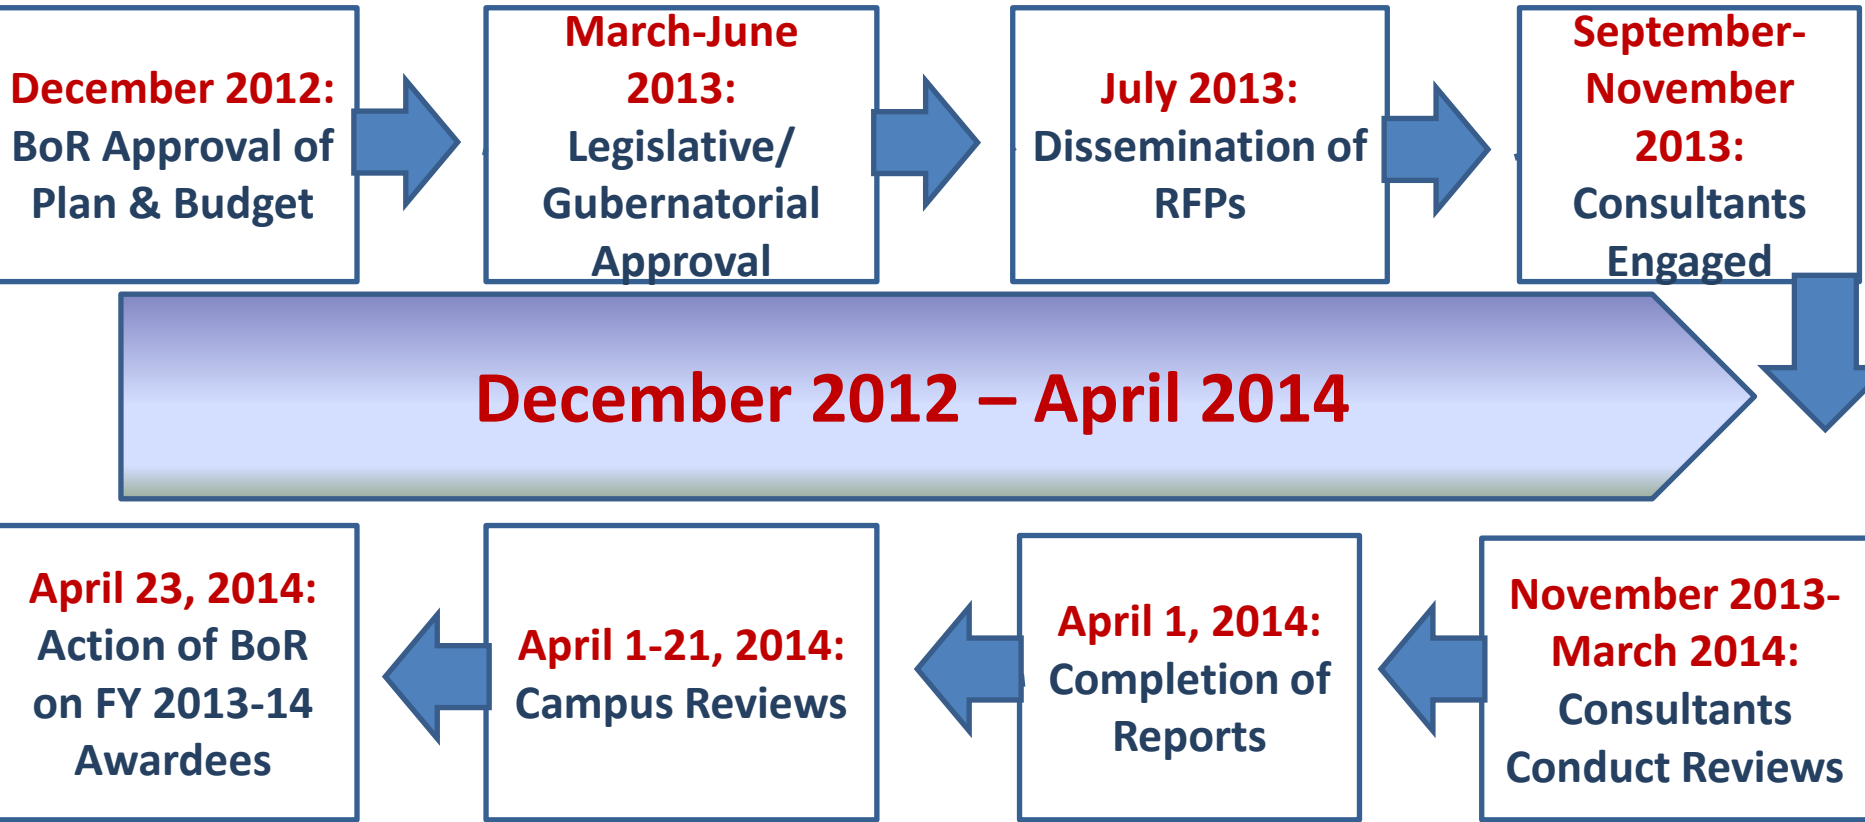 December 2012:
BoR Approval of
Plan & Budget
March-June
2013:
Legislative/
Gubernatorial
Approval
July 2013:
Dissemination of
RFPs
September-
November
2013:
Consultants
Engaged
December 2012 – April 2014
November 2013-
March 2014:
Consultants
Conduct Reviews
April 1, 2014:
Completion of
Reports
April 1-21, 2014:
Campus Reviews
April 23, 2014:
Action of BoR
on FY 2013-14
Awardees